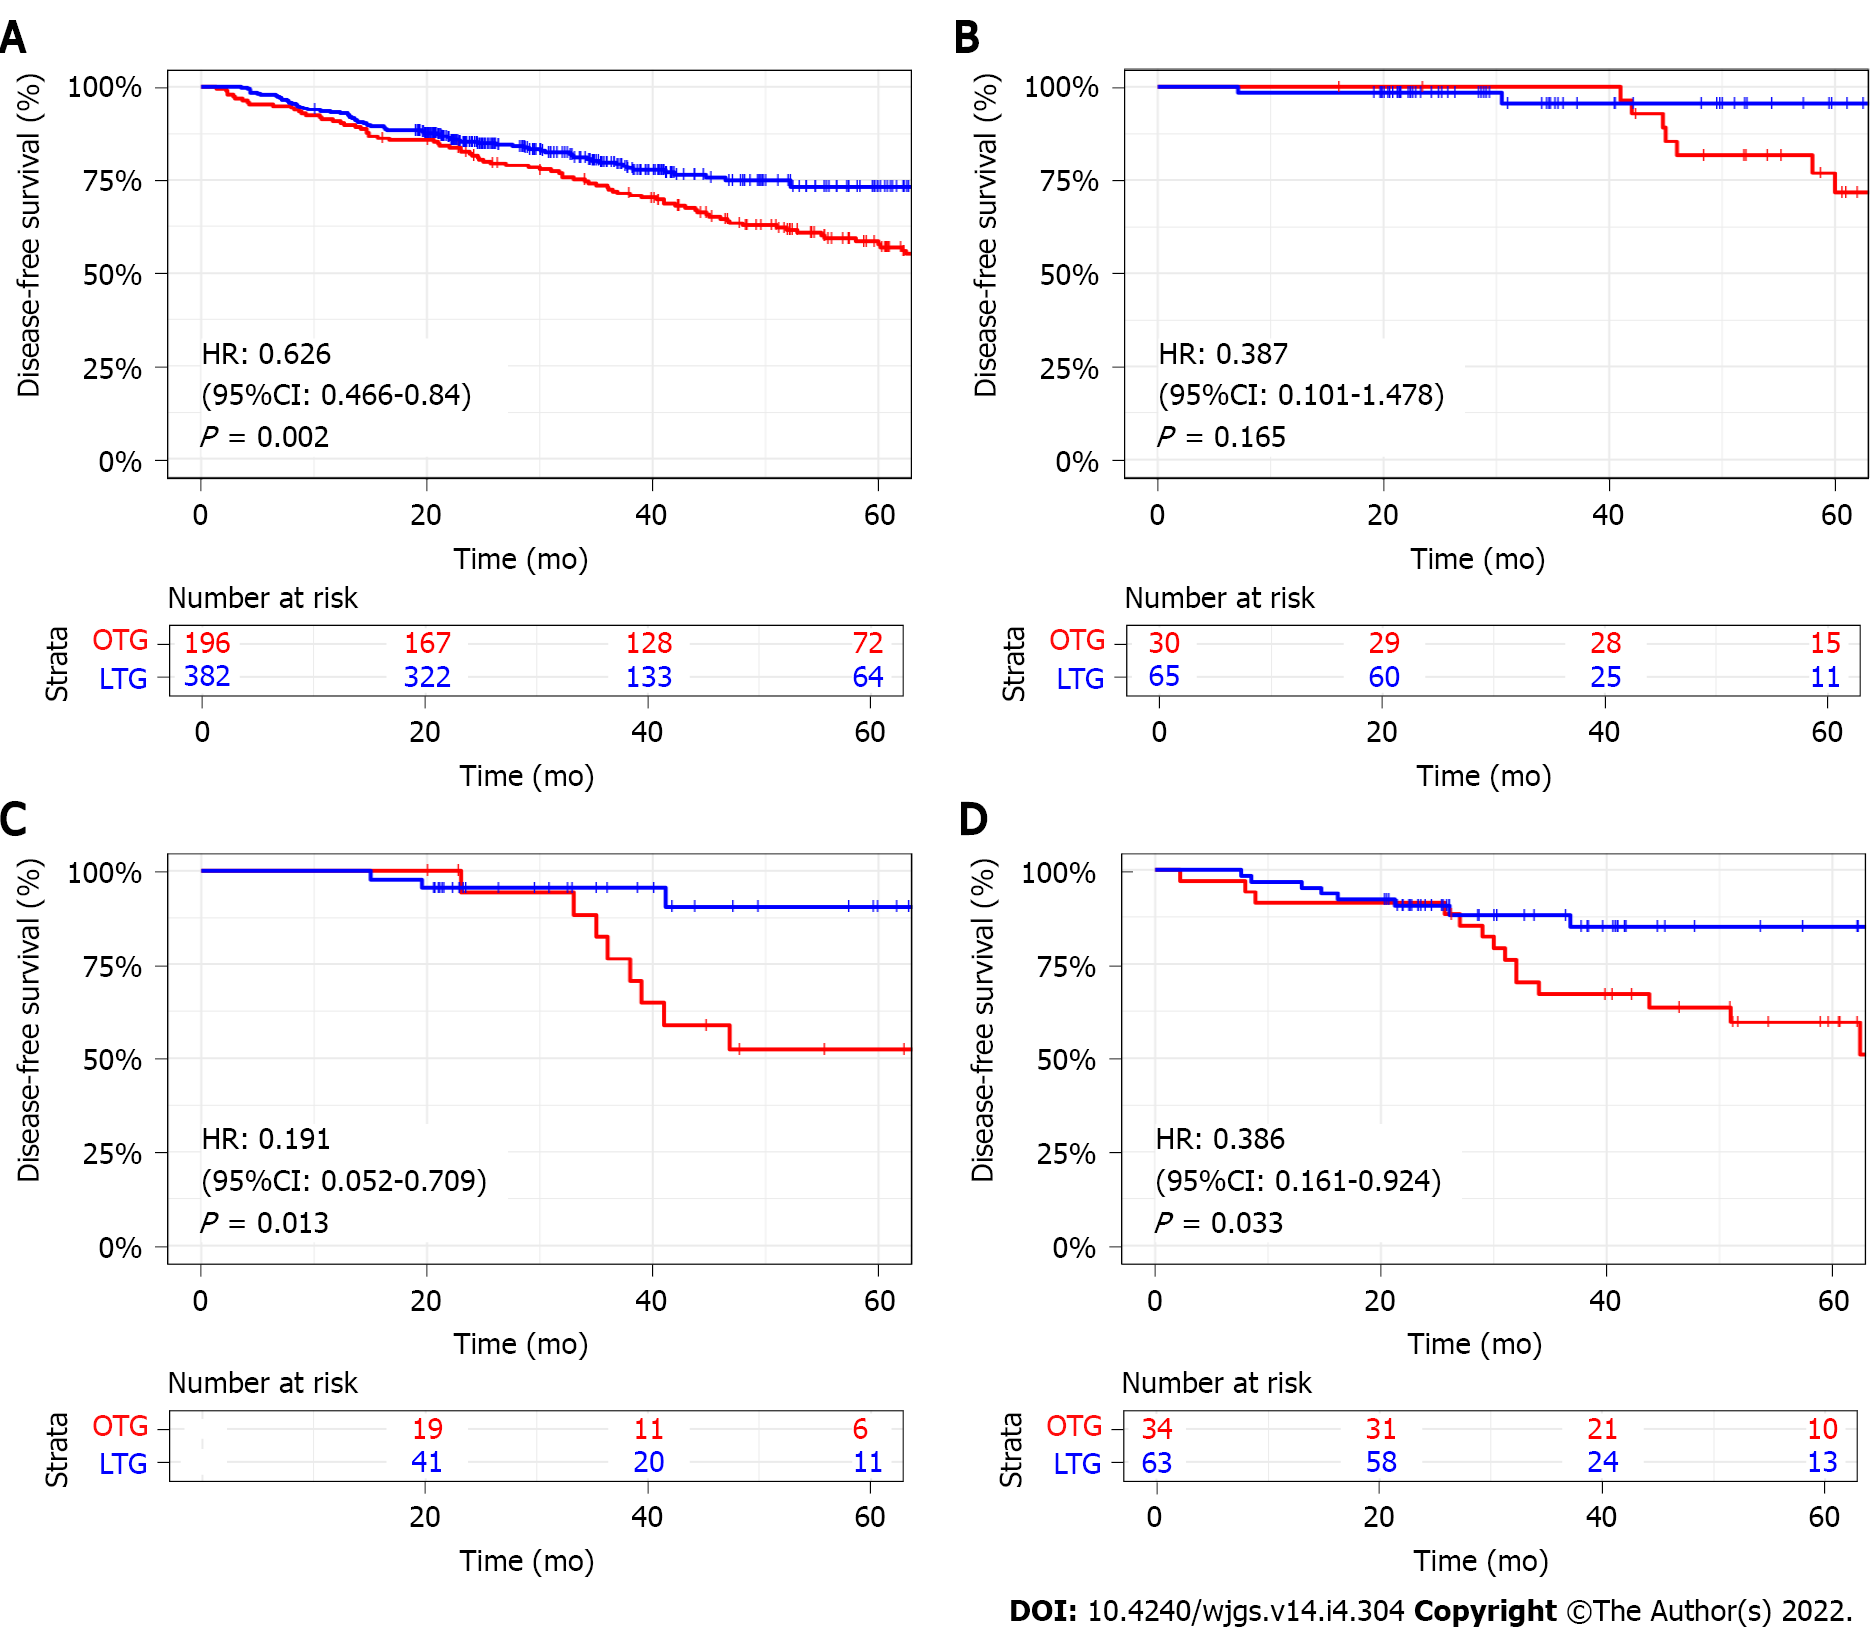 A
Disease-free survival (%)
100%
75%
50%
25%
0%
HR: 0.626
(95%CI: 0.466-0.84)
P = 0.002
0 20 40 60
Time (mo)
Number at risk
Strata
OTG 196 167 128 72
LTG 382 322 133 64
0 20 40 60
Time (mo)
B
Disease-free survival (%)
100%
75%
50%
25%
0%
HR: 0.387
(95%CI: 0.101-1.478)
P = 0.165
0 20 40 60
Time (mo)
Number at risk
Strata
OTG 30 29 28 15
LTG 65 60 25 11
0 20 40 60
Time (mo)
C
Disease-free survival (%)
100%
75%
50%
25%
0%
HR: 0.191
(95%CI: 0.052-0.709)
P = 0.013
0 20 40 60
Time (mo)
Number at risk
Strata
OTG 19 11 6
LTG 41 20 11
20 40 60
Time (mo)
D
Disease-free survival (%)
100%
75%
50%
25%
0%
HR: 0.386
(95%CI: 0.161-0.924)
P = 0.033
0 20 40 60
Time (mo)
Number at risk
Strata
OTG 34 31 21 10
LTG 63 58 24 13
0 20 40 60
Time (mo)
DOI: 10.4240/wjgs.v14.i4.304 Copyright ©The Author(s) 2022.